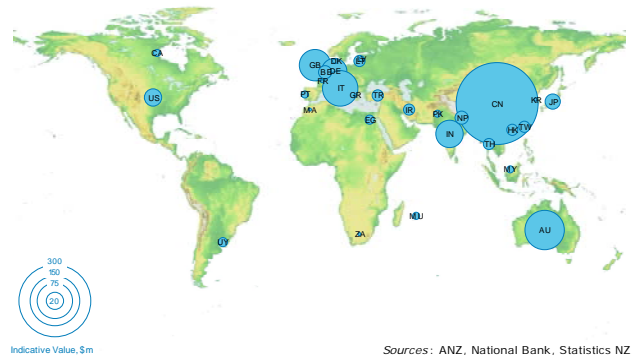 CA
US
GB
DK
BE
DE
FR
IT
PT
GR
TR
MA
EG
IR
PK
NP
IN
CN
KR
JP
HK
TW
TH
MY
MU
ZA
UY
AU
300
150
75
20
Indicative Value, $m
Sources: ANZ, National Bank, Statistics NZ